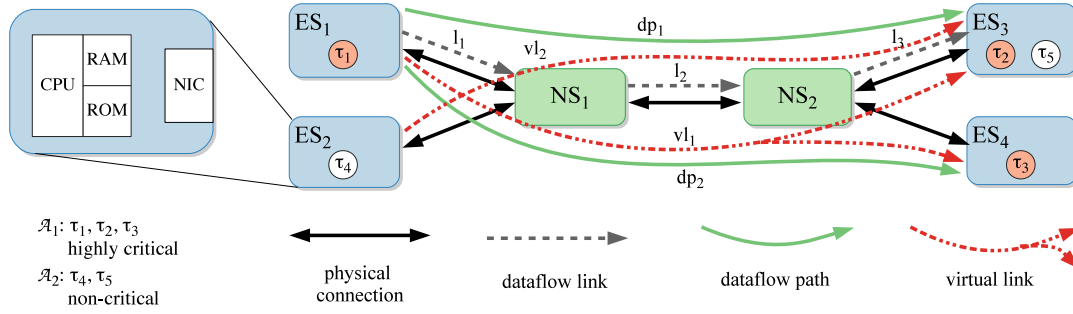 CPU
RAM
ROM
NIC
ES₁
τ₁
ES₂
τ₄
l₁
vl₂
dp₁
l₂
NS₁
NS₂
vl₁
dp₂
l₃
ES₃
τ₂
τ₅
ES₄
τ₃
𝒜₁: τ₁, τ₂, τ₃
highly critical
𝒜₂: τ₄, τ₅
non-critical
physical
connection
dataflow link
dataflow path
virtual link